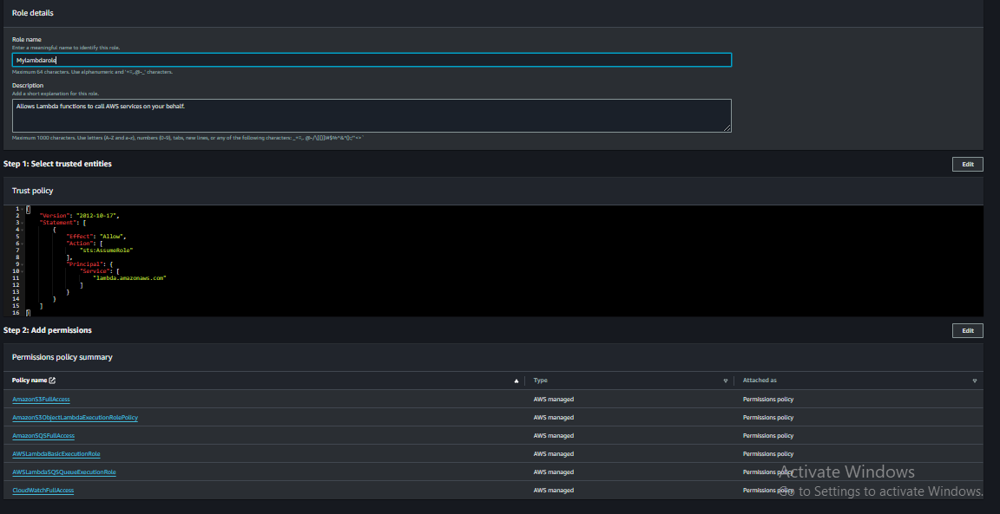 Role details
Role name
Enter a meaningful name to identify this role.
Mylambdarole
Maximum 64 characters. Use alphanumeric and '+=,.@-_' characters.
Description
Add a short explanation for this role.
Allows Lambda functions to call AWS services on your behalf.
Maximum 1000 characters. Use letters (A-Z and a-z), numbers (0-9), tabs, new lines, or any of the following characters:
Step 1: Select trusted entities
Edit
Trust policy
1 {
2 "Version": "2012-10-17",
3 "Statement": [
4 {
5 "Effect": "Allow",
6 "Action": [
7 "sts:AssumeRole"
8 ],
9 "Principal": {
10 "Service": [
11 "lambda.amazonaws.com"
12 ]
13 }
14 }
15 ]
16 }
Step 2: Add permissions
Edit
Permissions policy summary
Policy name Type Attached as
AmazonS3FullAccess AWS managed Permissions policy
AmazonS3ObjectLambdaExecutionRolePolicy AWS managed Permissions policy
AmazonSQSFullAccess AWS managed Permissions policy
AWSLambdaBasicExecutionRole AWS managed Permissions policy
AWSLambdaSQSQueueExecutionRole AWS managed Permissions policy
CloudWatchFullAccess AWS managed Permissions policy
Activate Windows
Go to Settings to activate Windows.